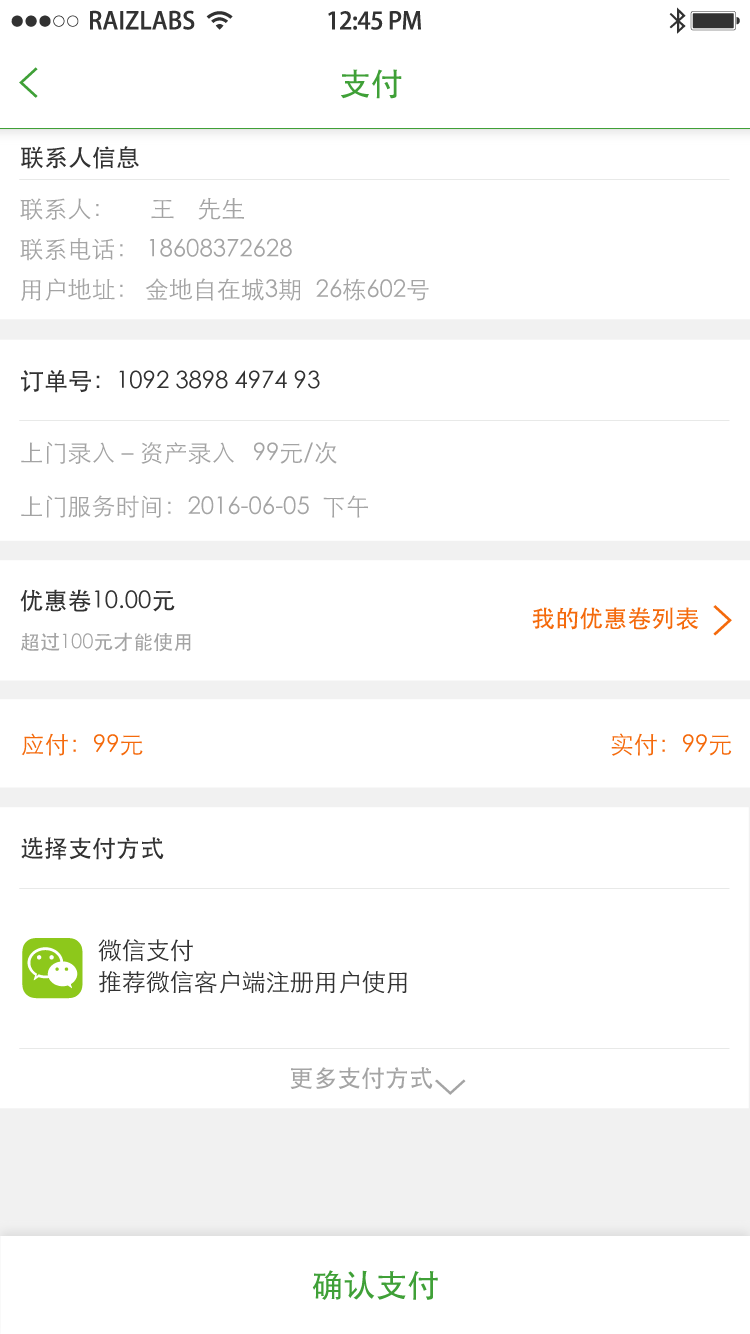 RAIZLABS 12:45 PM
支付
联系人信息
联系人： 王 先生
联系电话： 18608372628
用户地址： 金地自在城3期 26栋602号
订单号：1092 3898 4974 93
上门录入 – 资产录入 99元/次
上门服务时间：2016-06-05 下午
优惠卷10.00元
我的优惠卷列表
超过100元才能使用
应付：99元 实付：99元
选择支付方式
微信支付
推荐微信客户端注册用户使用
更多支付方式
确认支付